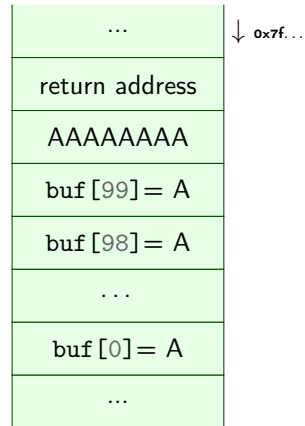 ...
↓ 0x7f...
return address
AAAAAAAA
buf[99]= A
buf[98]= A
...
buf[0]= A
...